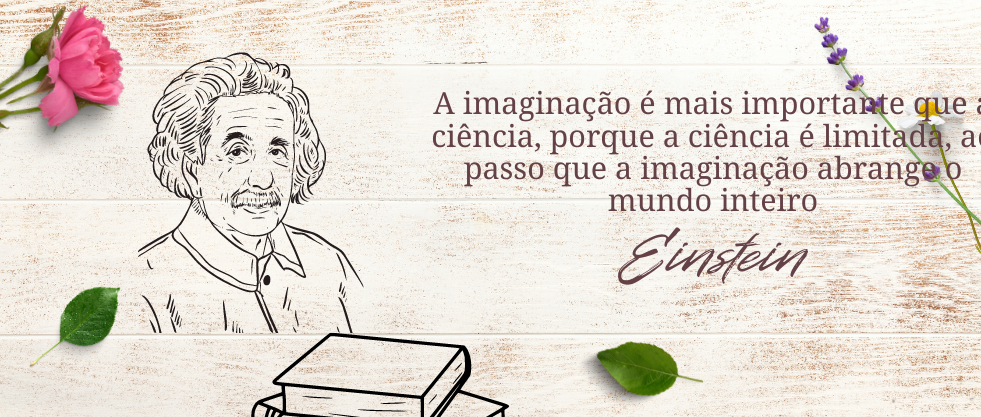 A imaginação é mais importante que a
ciência, porque a ciência é limitada, ao
passo que a imaginação abrange o
mundo inteiro
Einstein